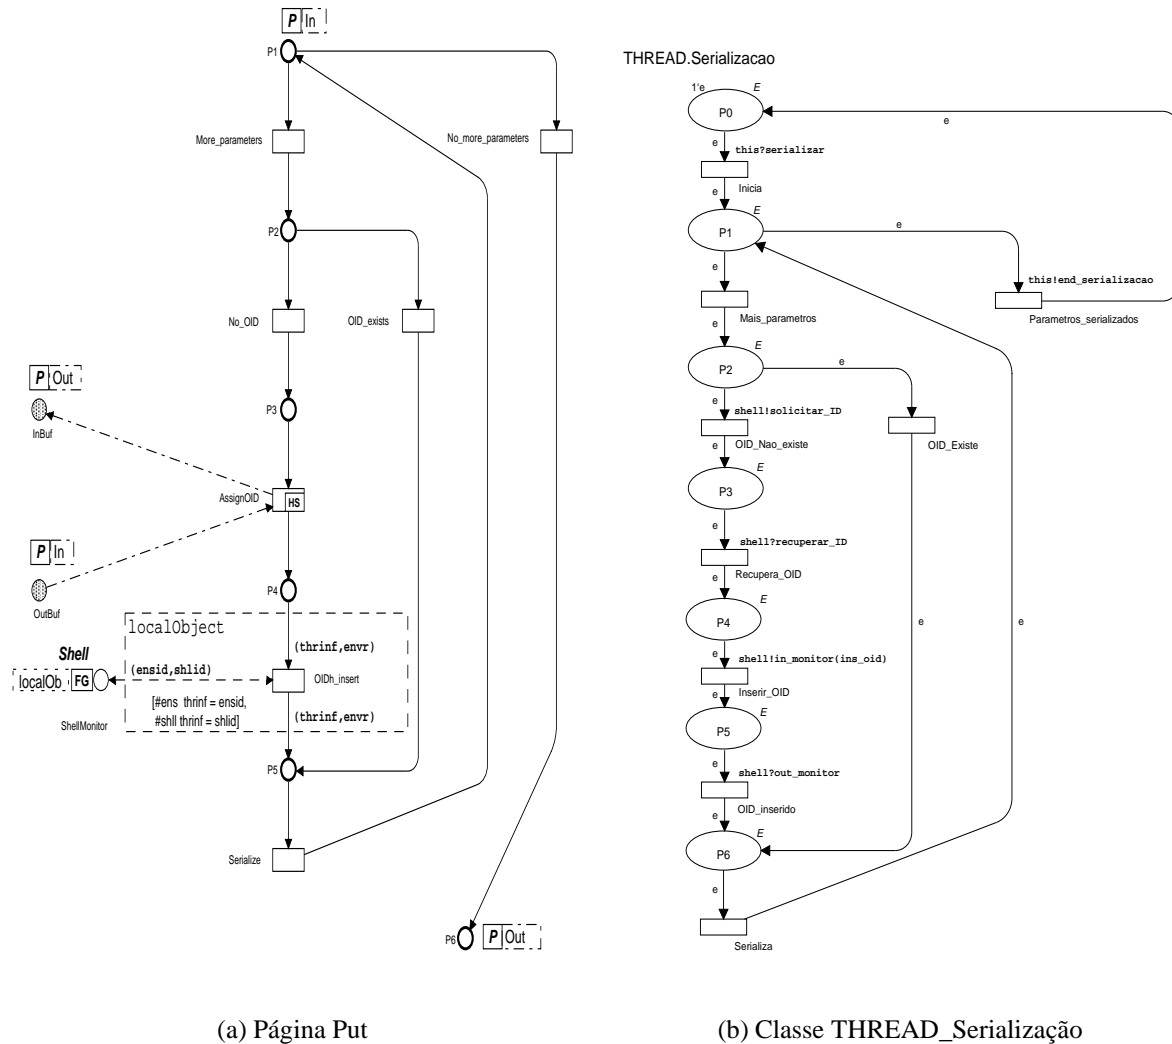 P In
P1
More_parameters
No_more_parameters
P2
No_OID
OID_exists
P Out
InBuf
P3
AssignOID
HS
P In
OutBuf
P4
localObject
(thrinf,envr)
Shell
localOb
FG
(ensid,shlid)
OIDh_insert
[#ens thrinf = ensid,
#shll thrinf = shlid]
(thrinf,envr)
ShellMonitor
P5
Serialize
P6
P Out
(a) Página Put
THREAD.Serializacao
1'e
E
P0
e
e
this?serializar
Inicia
e
E
P1
e
e
this!end_serializacao
Parametros_serializados
Mais_parametros
e
E
P2
e
e
shell!solicitar_ID
OID_Nao_existe
OID_Existe
e
E
P3
e
shell?recuperar_ID
Recupera_OID
e
E
P4
e
e
e
shell!in_monitor(ins_oid)
Inserir_OID
e
E
P5
e
shell?out_monitor
OID_inserido
e
E
P6
e
Serializa
(b) Classe THREAD_Serialização